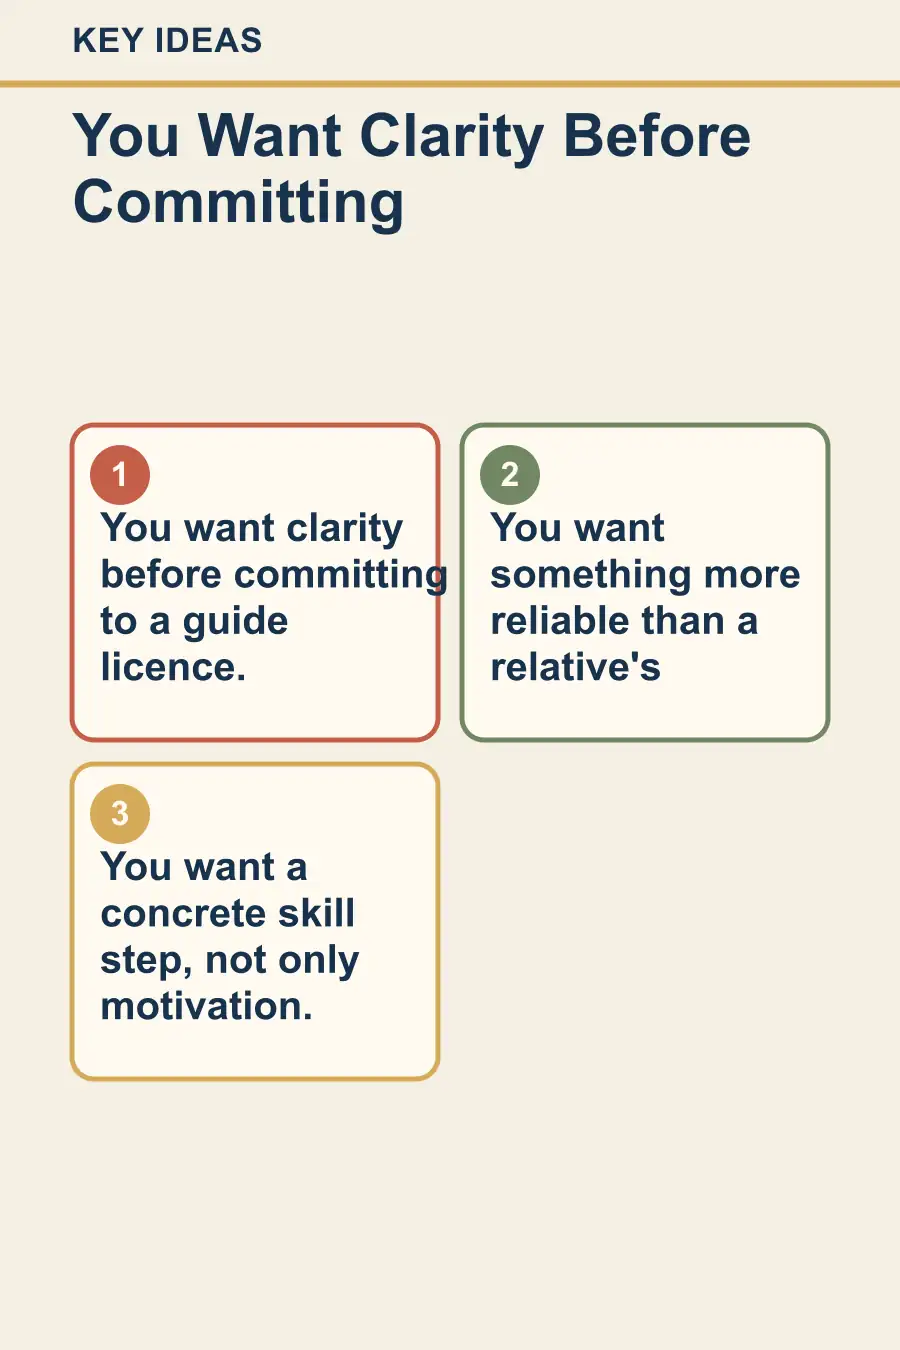 KEY IDEAS
You Want Clarity Before
Committing
1
You want clarity
before committing
to a guide
licence.
2
You want
something more
reliable than a
relative's
3
You want a
concrete skill
step, not only
motivation.